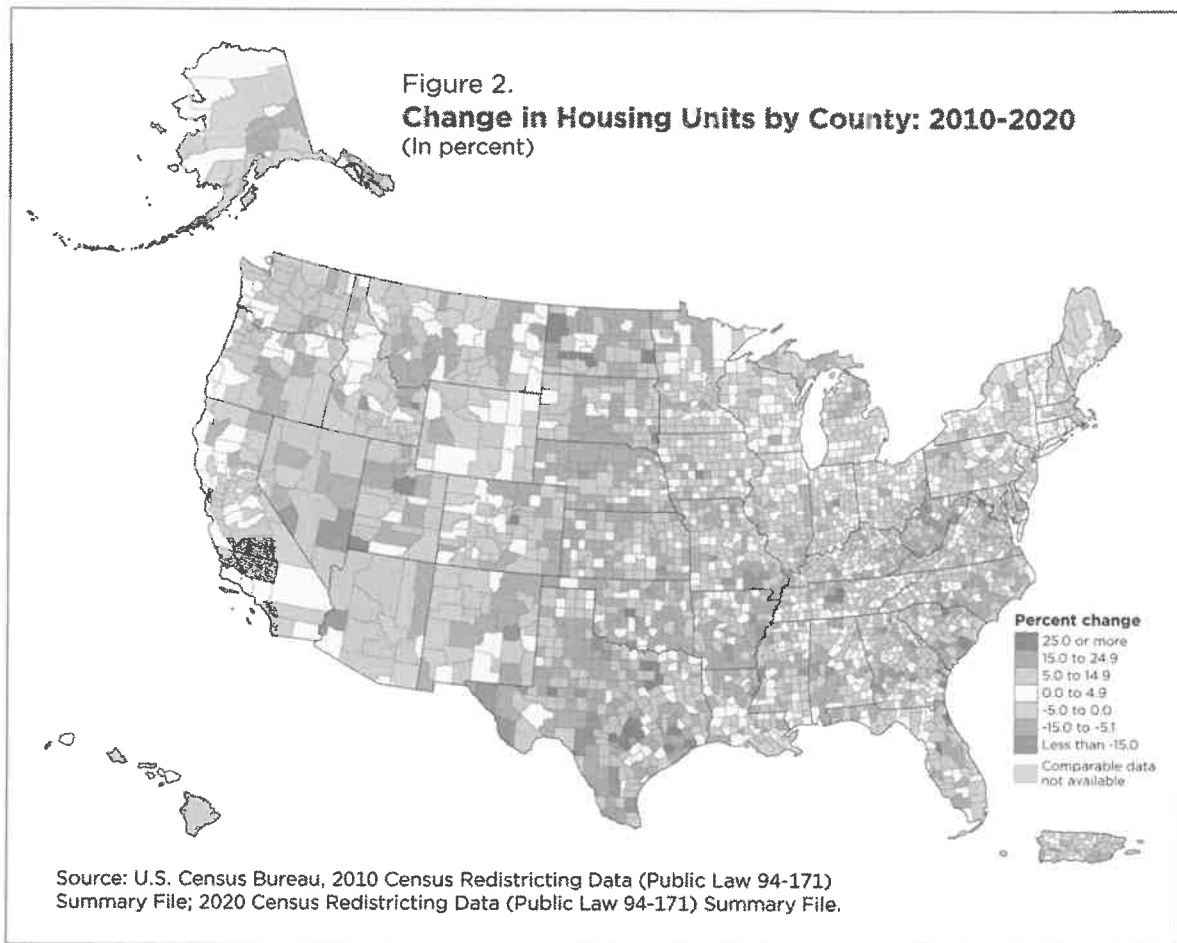 Figure 2.
Change in Housing Units by County: 2010-2020
(In percent)
Percent change
25.0 or more
15.0 to 24.9
5.0 to 14.9
0.0 to 4.9
-5.0 to 0.0
-15.0 to -5.1
Less than -15.0
Comparable data
not available
Source: U.S. Census Bureau, 2010 Census Redistricting Data (Public Law 94-171)
Summary File; 2020 Census Redistricting Data (Public Law 94-171) Summary File.